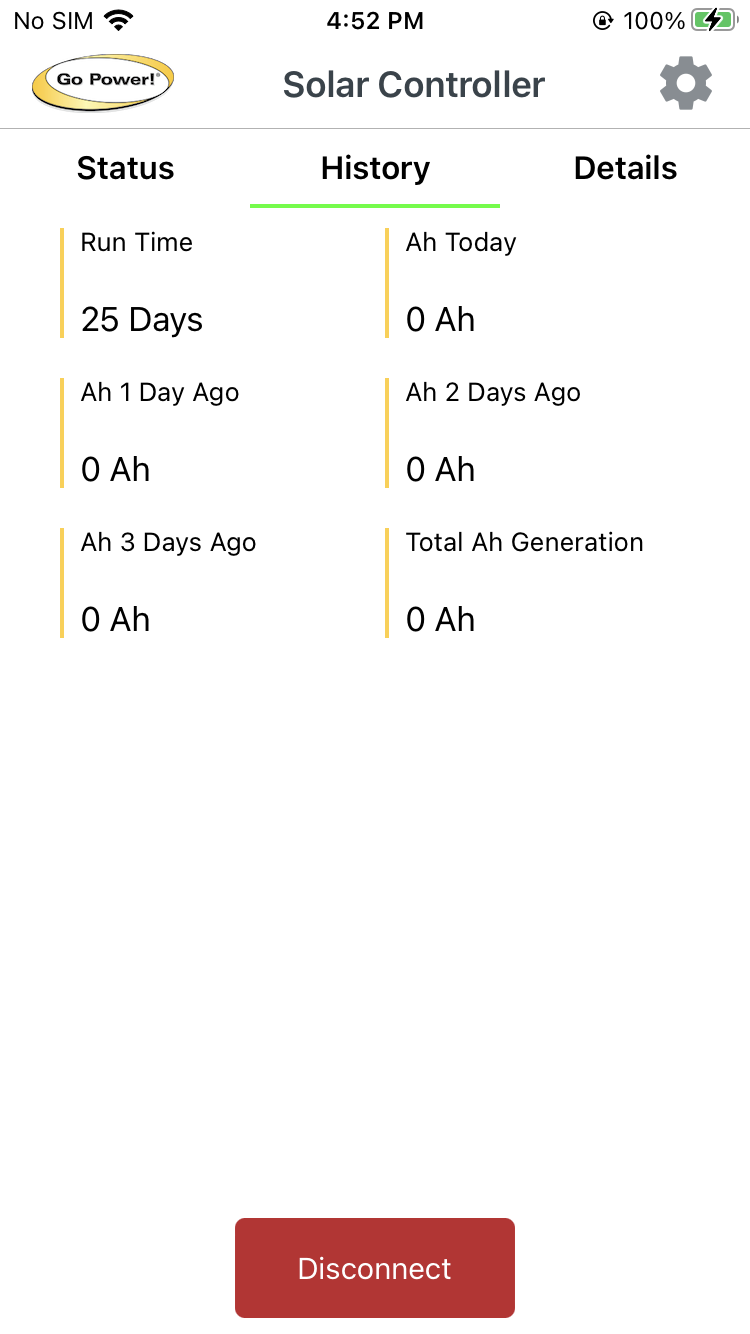 No SIM 4:52 PM 100%
Go Power!® Solar Controller
Status History Details
Run Time Ah Today
25 Days 0 Ah
Ah 1 Day Ago Ah 2 Days Ago
0 Ah 0 Ah
Ah 3 Days Ago Total Ah Generation
0 Ah 0 Ah
Disconnect